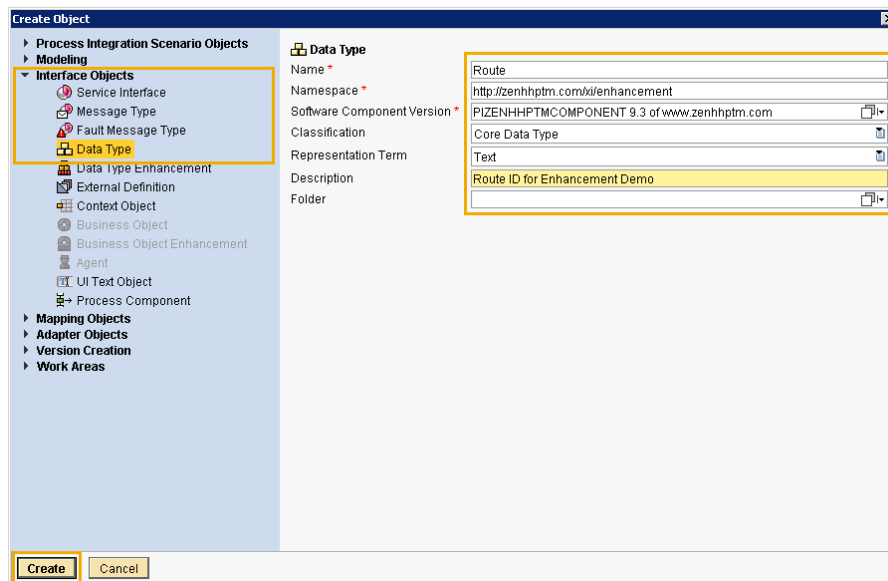 Create Object
Process Integration Scenario Objects
Modeling
Interface Objects
Service Interface
Message Type
Fault Message Type
Data Type
Data Type Enhancement
External Definition
Context Object
Business Object
Business Object Enhancement
Agent
UI Text Object
Process Component
Mapping Objects
Adapter Objects
Version Creation
Work Areas
Data Type
Name * Route
Namespace * http://zenhhptm.com/xi/enhancement
Software Component Version * PIZENHHPTMCOMPONENT 9.3 of www.zenhhptm.com
Classification Core Data Type
Representation Term Text
Description Route ID for Enhancement Demo
Folder
Create Cancel